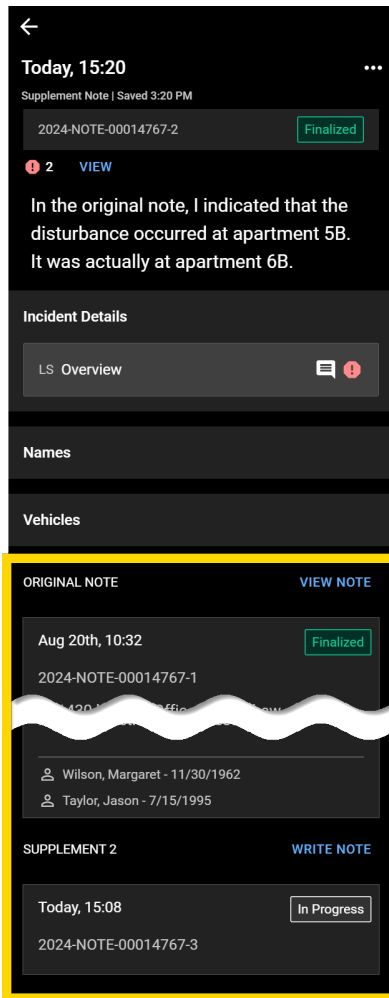 Today, 15:20
Supplement Note | Saved 3:20 PM
2024-NOTE-00014767-2 Finalized
2 VIEW
In the original note, I indicated that the
disturbance occurred at apartment 5B.
It was actually at apartment 6B.
Incident Details
LS Overview
Names
Vehicles
ORIGINAL NOTE VIEW NOTE
Aug 20th, 10:32 Finalized
2024-NOTE-00014767-1
Wilson, Margaret - 11/30/1962
Taylor, Jason - 7/15/1995
SUPPLEMENT 2 WRITE NOTE
Today, 15:08 In Progress
2024-NOTE-00014767-3